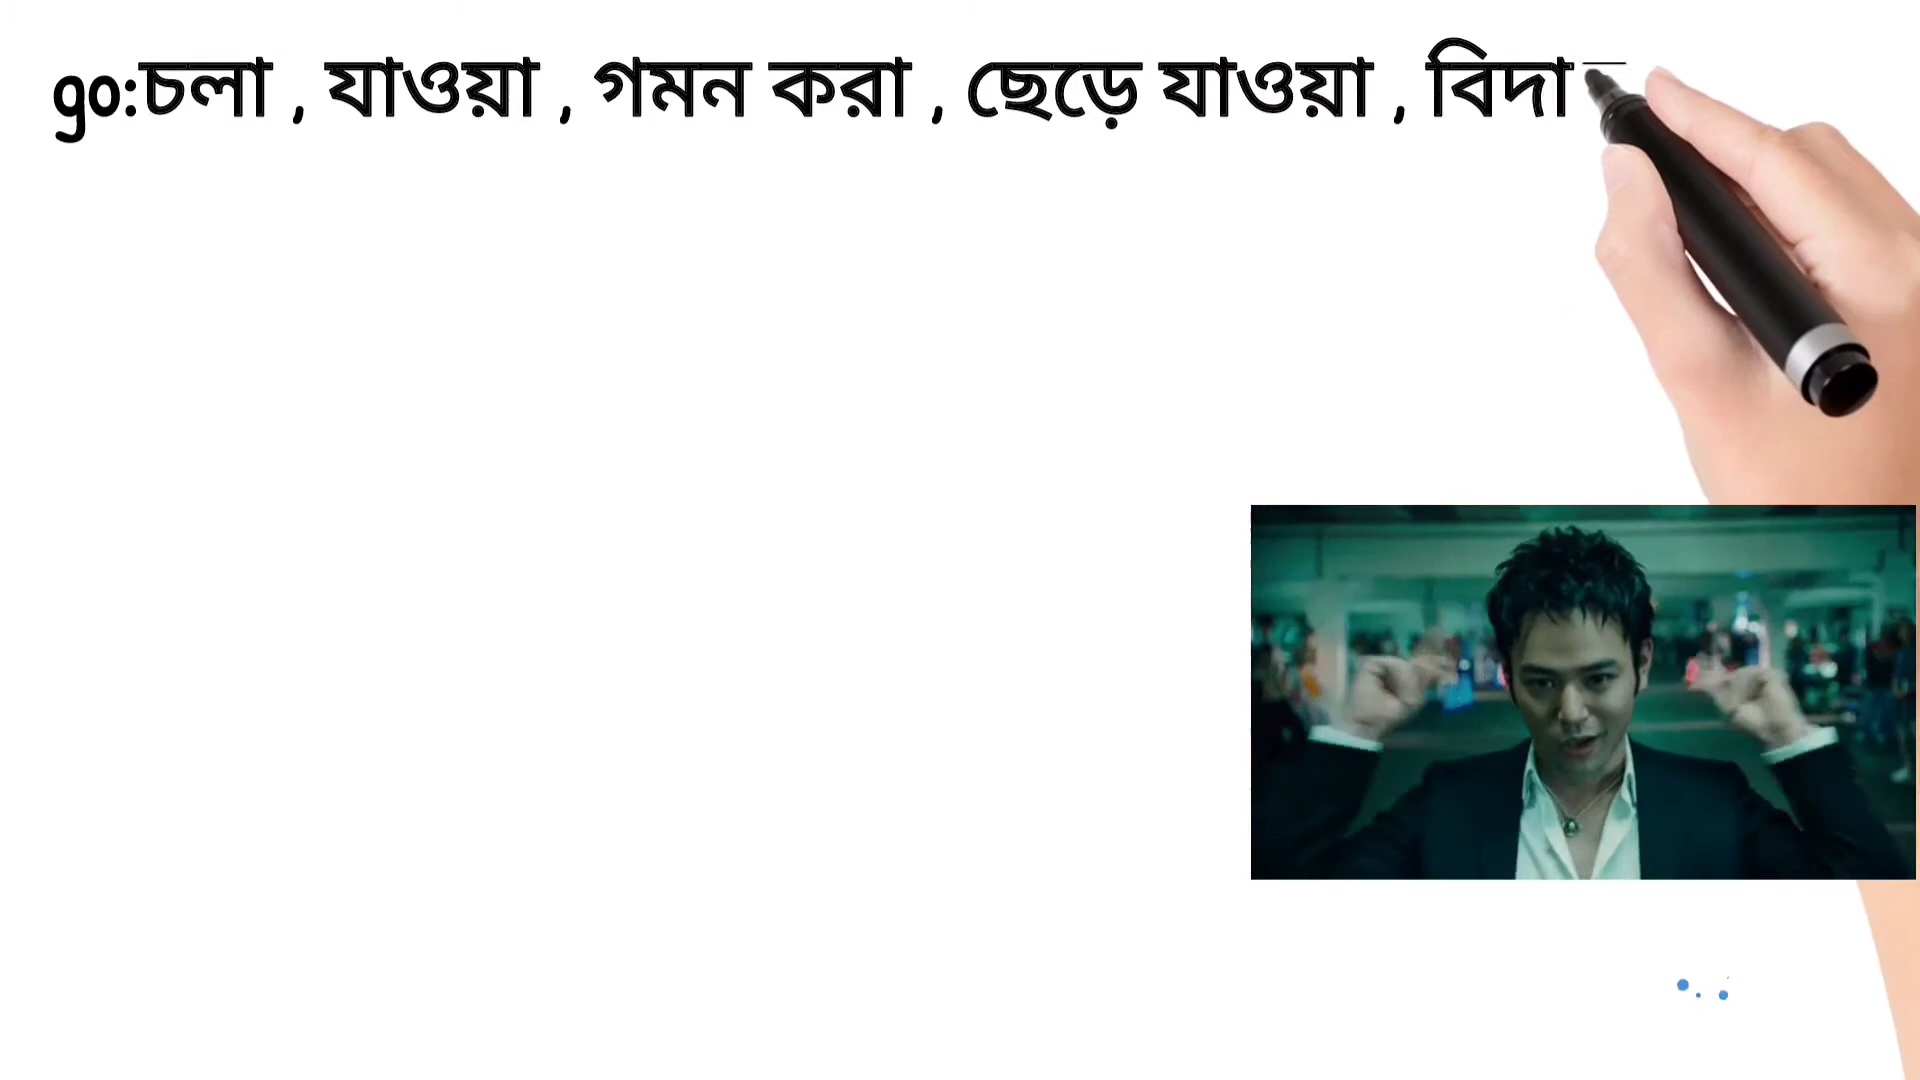 go:চলা , যাওয়া , গমন করা , ছেড়ে যাওয়া , বিদা